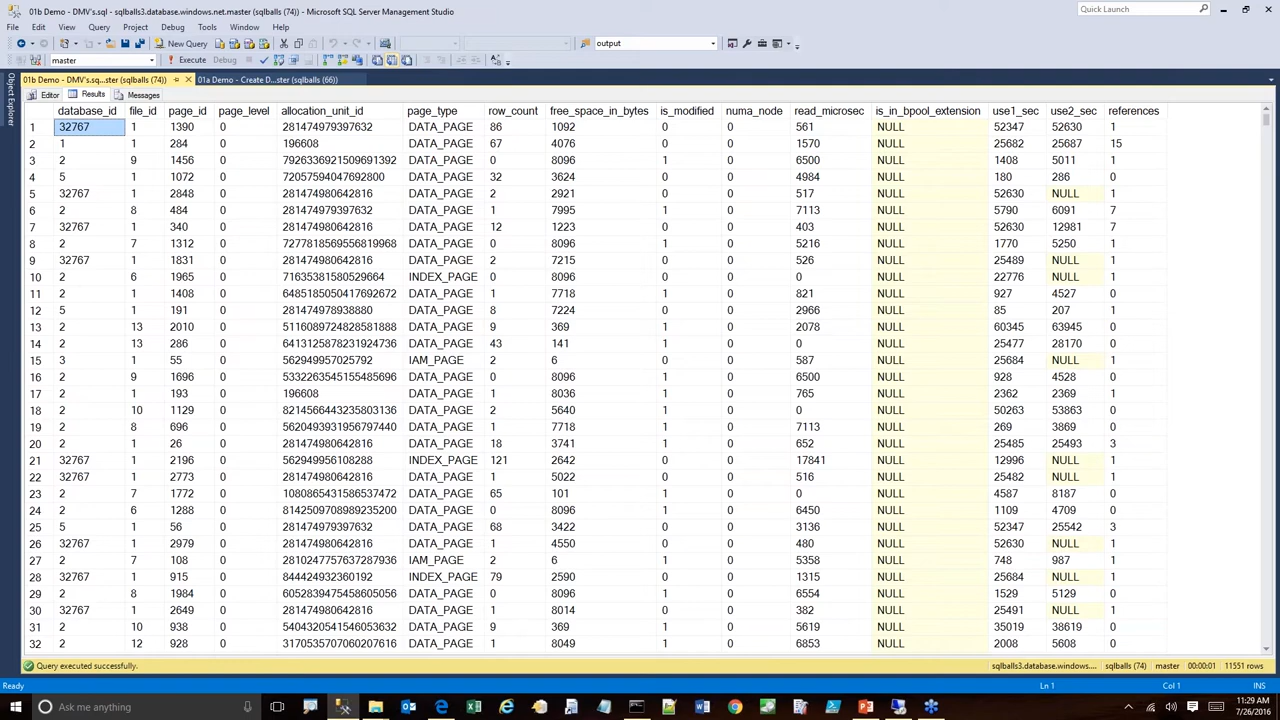 01b Demo - DMV's.sql - sqlballs3.database.windows.net.master (sqlballs (74)) - Microsoft SQL Server Management Studio
Quick Launch
File Edit View Query Project Debug Tools Window Help
New Query output
master Execute Debug
01b Demo - DMV's.sq...ster (sqlballs (74)) 01a Demo - Create D...ster (sqlballs (66))
Object Explorer
Editor Results Messages
database_id file_id page_id page_level allocation_unit_id page_type row_count free_space_in_bytes is_modified numa_node read_microsec is_in_bpool_extension use1_sec use2_sec references
1 32767 1 1390 0 281474979397632 DATA_PAGE 86 1092 0 0 561 NULL 52347 52630 1
2 1 1 284 0 196608 DATA_PAGE 67 4076 0 0 1570 NULL 25682 25687 15
3 2 9 1456 0 7926336921509691392 DATA_PAGE 0 8096 0 0 6500 NULL 1408 5011 1
4 5 1 1072 0 72057594047692800 DATA_PAGE 32 3624 0 0 4984 NULL 180 286 0
5 32767 1 2848 0 281474980642816 DATA_PAGE 2 2921 0 0 517 NULL 52630 NULL 1
6 2 8 484 0 281474979397632 DATA_PAGE 1 7995 1 0 7113 NULL 5790 6091 7
7 32767 1 340 0 281474980642816 DATA_PAGE 12 1223 0 0 403 NULL 52630 12981 7
8 2 7 1312 0 7277818569556819968 DATA_PAGE 0 8096 1 0 5216 NULL 1770 5250 1
9 32767 1 1831 0 281474980642816 DATA_PAGE 2 7215 0 0 526 NULL 25489 NULL 1
10 2 6 1965 0 716353815805296​64 INDEX_PAGE 0 8096 0 0 0 NULL 22776 NULL 1
11 2 1 1408 0 6485185050417692672 DATA_PAGE 1 7718 1 0 821 NULL 927 4527 0
12 5 1 191 0 281474978938880 DATA_PAGE 8 7224 0 0 2966 NULL 85 207 1
13 2 13 2010 0 5116089724828581888 DATA_PAGE 9 369 1 0 2078 NULL 60345 63945 0
14 2 13 286 0 6413125878231924736 DATA_PAGE 43 141 1 0 0 NULL 25477 28170 0
15 3 1 55 0 562949957025792 IAM_PAGE 2 6 0 0 587 NULL 25684 NULL 1
16 2 9 1696 0 5332263545155485696 DATA_PAGE 0 8096 1 0 6500 NULL 928 4528 0
17 2 1 193 0 196608 DATA_PAGE 1 8036 1 0 765 NULL 2362 2369 1
18 2 10 1129 0 8214566443235803136 DATA_PAGE 2 5640 1 0 0 NULL 50263 53863 0
19 2 8 696 0 5620493931956797440 DATA_PAGE 1 7718 1 0 7113 NULL 269 3869 0
20 2 1 26 0 281474980642816 DATA_PAGE 18 3741 1 0 652 NULL 25485 25493 3
21 32767 1 2196 0 562949956108288 INDEX_PAGE 121 2642 0 0 17841 NULL 12996 NULL 1
22 32767 1 2773 0 281474980642816 DATA_PAGE 1 5022 0 0 516 NULL 25482 NULL 1
23 2 7 1772 0 1080865431586537472 DATA_PAGE 65 101 1 0 0 NULL 4587 8187 0
24 2 6 1288 0 8142509708989235200 DATA_PAGE 0 8096 1 0 6450 NULL 1109 4709 0
25 5 1 56 0 281474979397632 DATA_PAGE 68 3422 0 0 3136 NULL 52347 25542 3
26 32767 1 2979 0 281474980642816 DATA_PAGE 1 4550 0 0 480 NULL 52630 NULL 1
27 2 7 108 0 2810247757637287936 IAM_PAGE 2 6 1 0 5358 NULL 748 987 1
28 32767 1 915 0 844424932360192 INDEX_PAGE 79 2590 0 0 1315 NULL 25684 NULL 1
29 2 8 1984 0 6052839475458605056 DATA_PAGE 0 8096 1 0 6554 NULL 1529 5129 0
30 32767 1 2649 0 281474980642816 DATA_PAGE 1 8014 0 0 382 NULL 25491 NULL 1
31 2 10 938 0 5404320541546053632 DATA_PAGE 9 369 1 0 5619 NULL 35019 38619 0
32 2 12 928 0 3170535707060207616 DATA_PAGE 1 8049 1 0 6853 NULL 2008 5608 0
Query executed successfully. sqlballs3.database.windows.... sqlballs (74) master 00:00:01 11551 rows
Ready Ln 1 Col 1 INS
Ask me anything
11:29 AM
7/26/2016